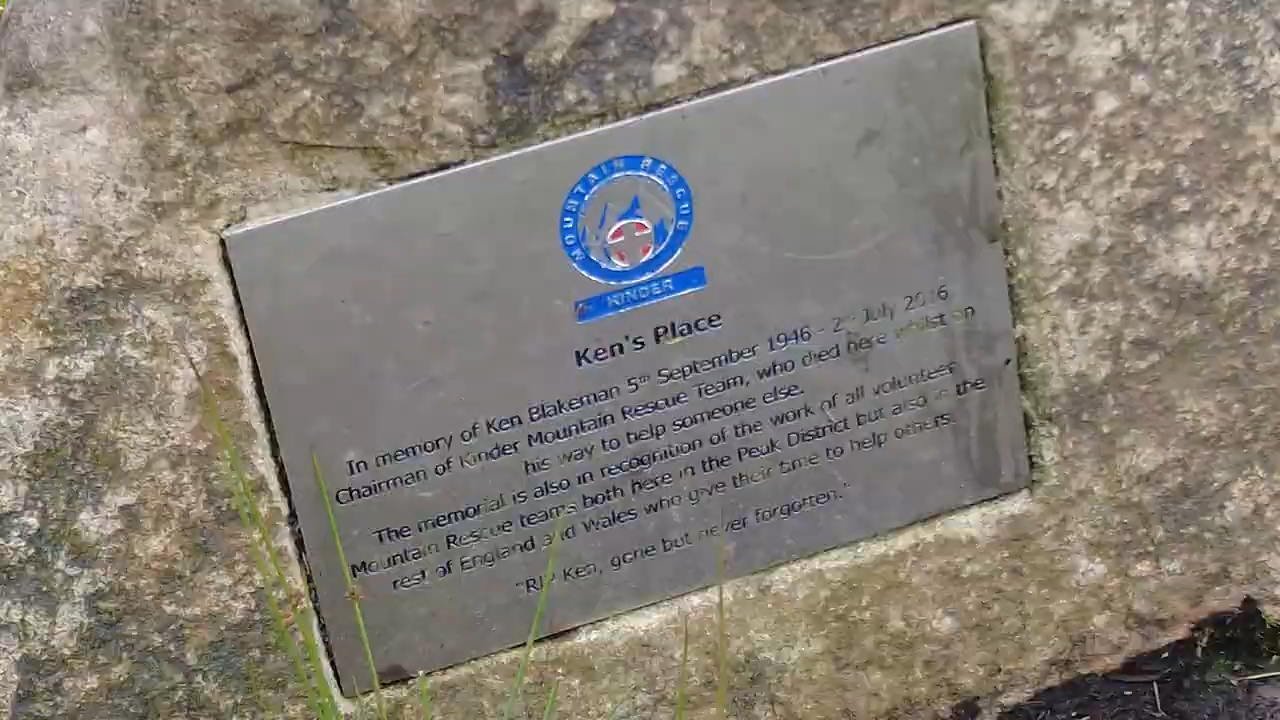 MOUNTAIN RESCUE
KINDER
Ken's Place
In memory of Ken Blakeman 5th September 1946 - 2nd July 2016
Chairman of Kinder Mountain Rescue Team, who died here whilst on
his way to help someone else.
The memorial is also in recognition of the work of all volunteer
Mountain Rescue teams both here in the Peak District but also in the
rest of England and Wales who give their time to help others.
"RIP Ken, gone but never forgotten."